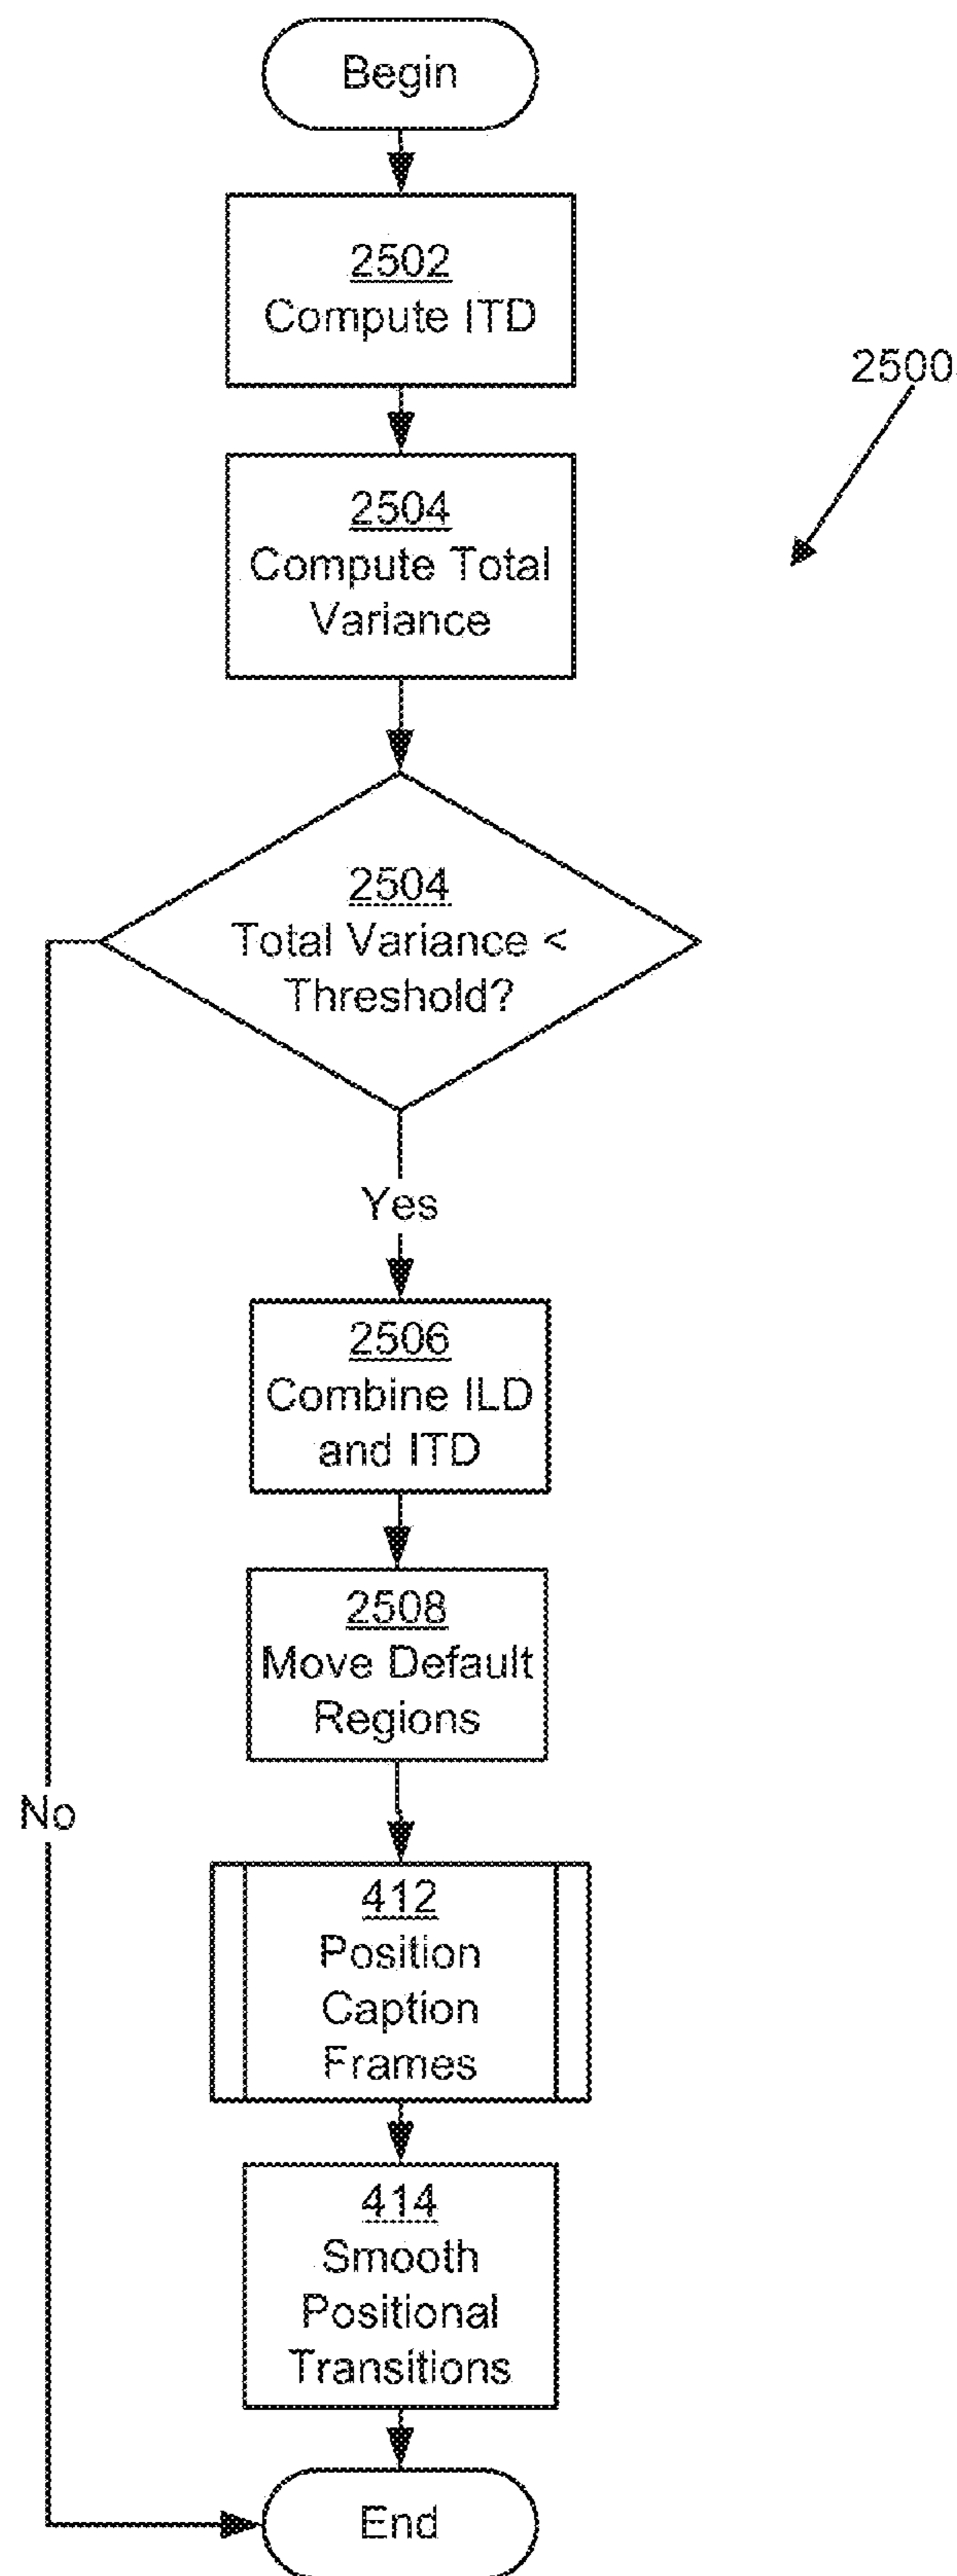 Begin
2502
Compute ITD
2500
2504
Compute Total
Variance
2504
Total Variance <
Threshold?
Yes
2506
Combine ILD
and ITD
2508
Move Default
Regions
No
412
Position
Caption
Frames
414
Smooth
Positional
Transitions
End